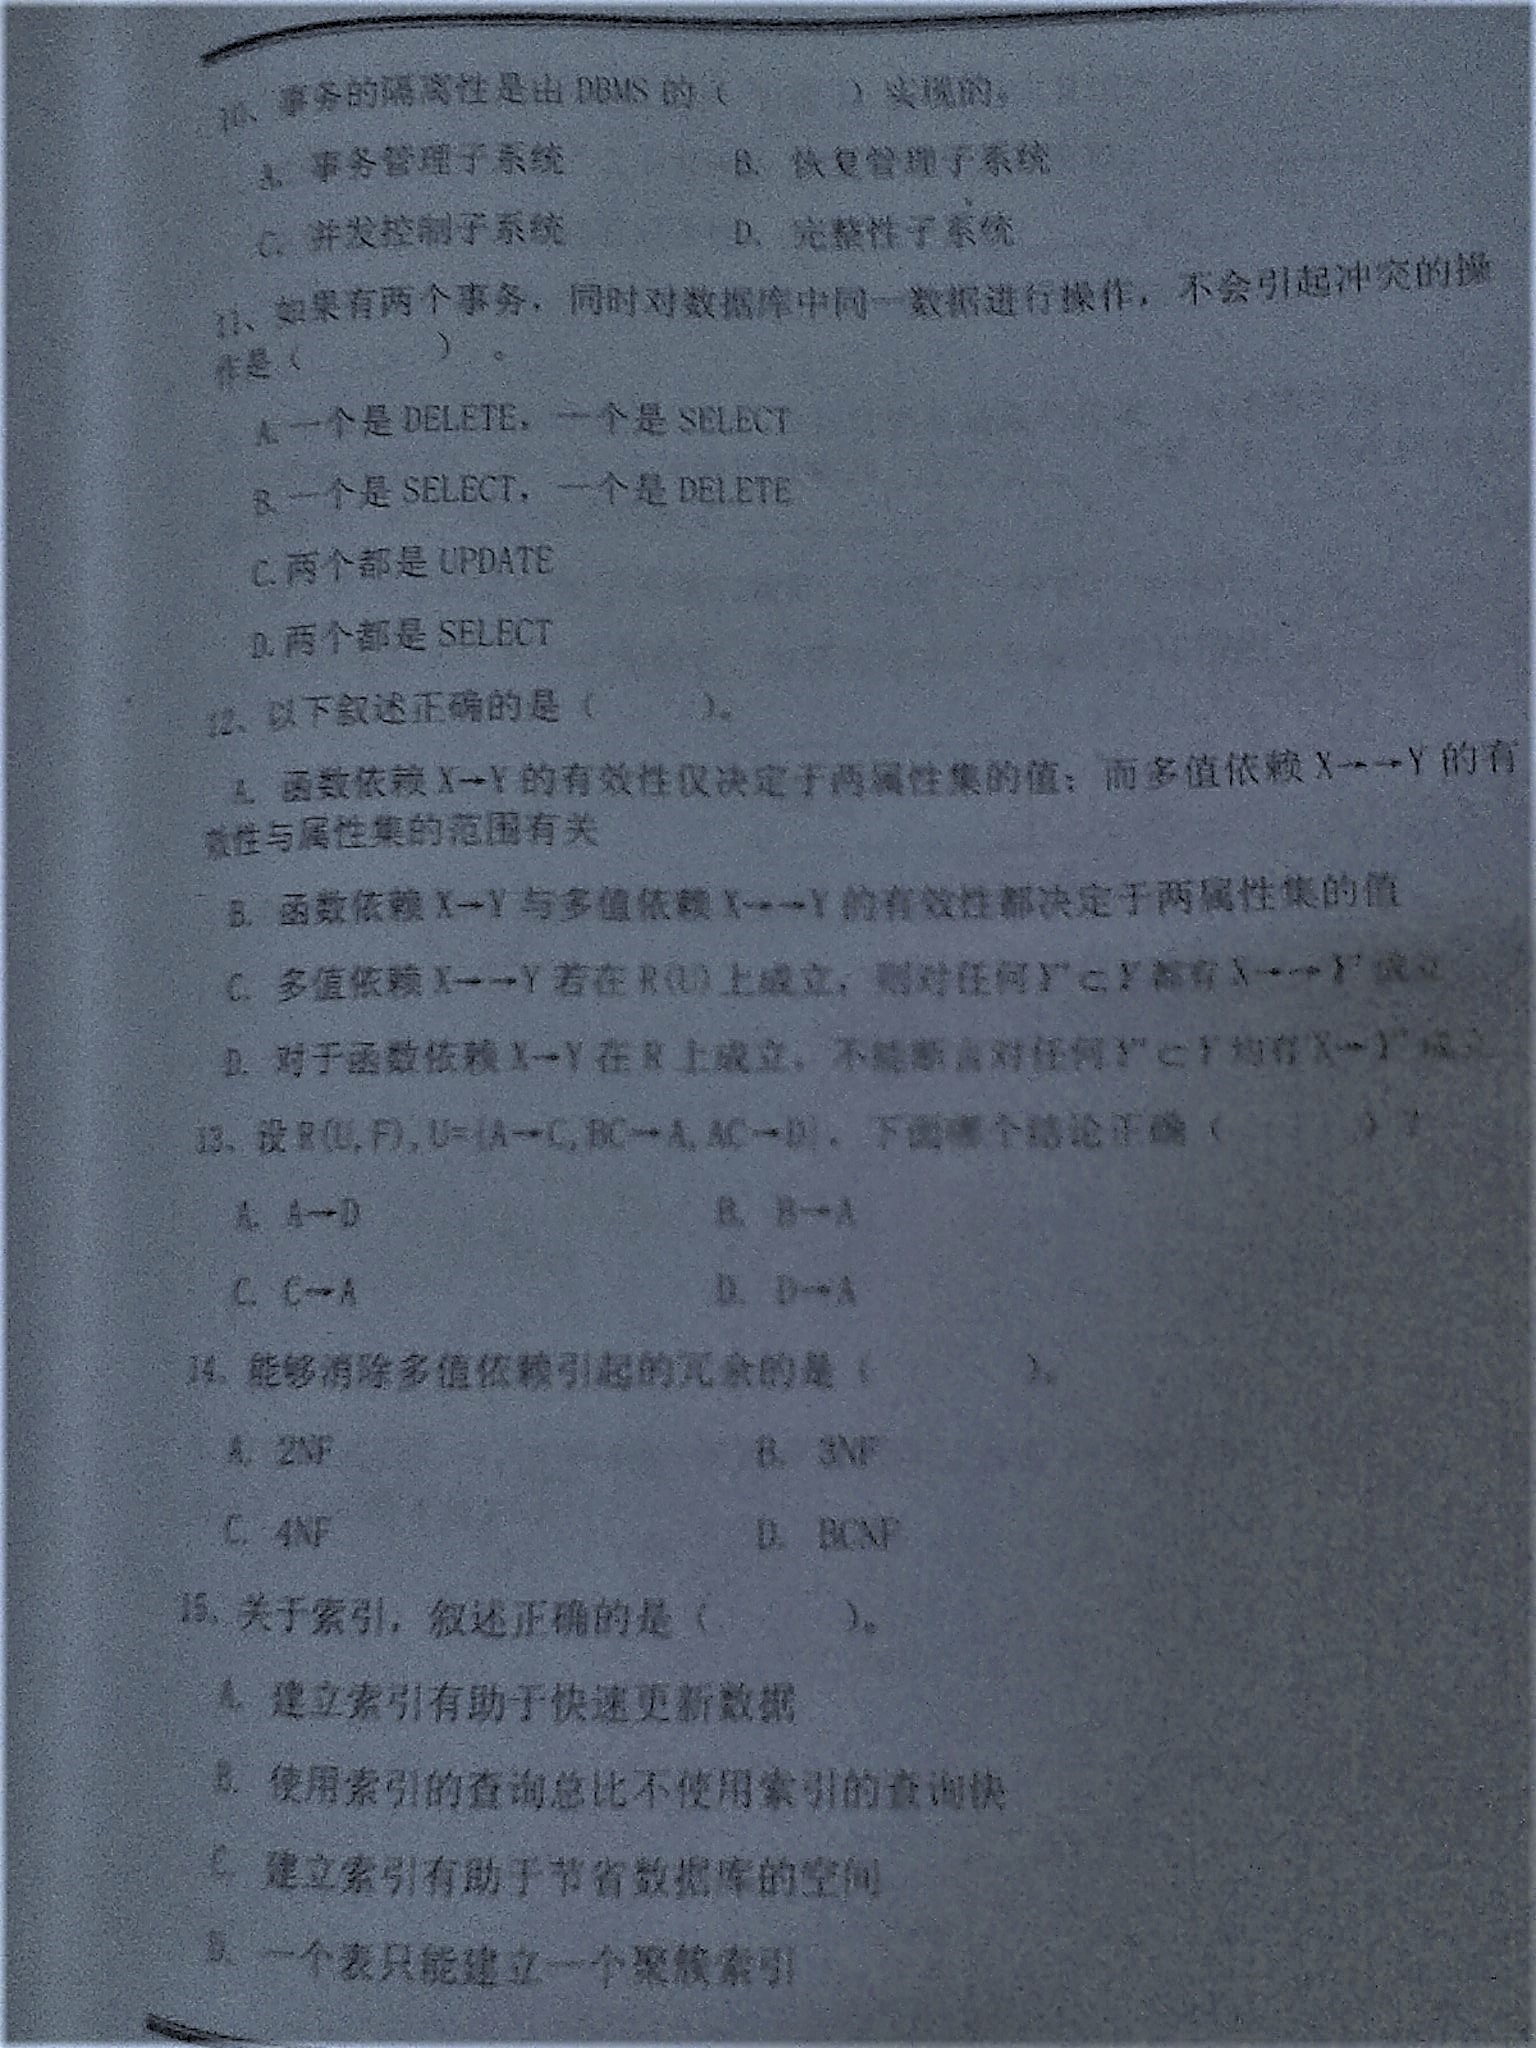 10、事务的隔离性是由 DBMS 的（ ）实现的。
A. 事务管理子系统 B. 恢复管理子系统
C. 并发控制子系统 D. 完整性子系统
11、如果有两个事务，同时对数据库中同一数据进行操作，不会引起冲突的操
作是（ ）。
A.一个是 DELETE，一个是 SELECT
B.一个是 SELECT，一个是 DELETE
C.两个都是 UPDATE
D.两个都是 SELECT
12、以下叙述正确的是（ ）。
A. 函数依赖 X→Y 的有效性仅决定于两属性集的值；而多值依赖 X→→Y 的有
效性与属性集的范围有关
B. 函数依赖 X→Y 与多值依赖 X→→Y 的有效性都决定于两属性集的值
C. 多值依赖 X→→Y 若在 R(U)上成立，则对任何 Y' ⊂ Y 都有 X→→Y' 成立
D. 对于函数依赖 X→Y 在 R 上成立，不能断言对任何 Y' ⊂ Y 均有 X→Y' 成立
13、设 R(U,F),U={A→C,BC→A,AC→D}，下面哪个结论正确（ ）？
A. A→D B. B→A
C. C→A D. D→A
14、能够消除多值依赖引起的冗余的是（ ）。
A. 2NF B. 3NF
C. 4NF D. BCNF
15、关于索引，叙述正确的是（ ）。
A. 建立索引有助于快速更新数据
B. 使用索引的查询总比不使用索引的查询快
C. 建立索引有助于节省数据库的空间
D. 一个表只能建立一个聚簇索引